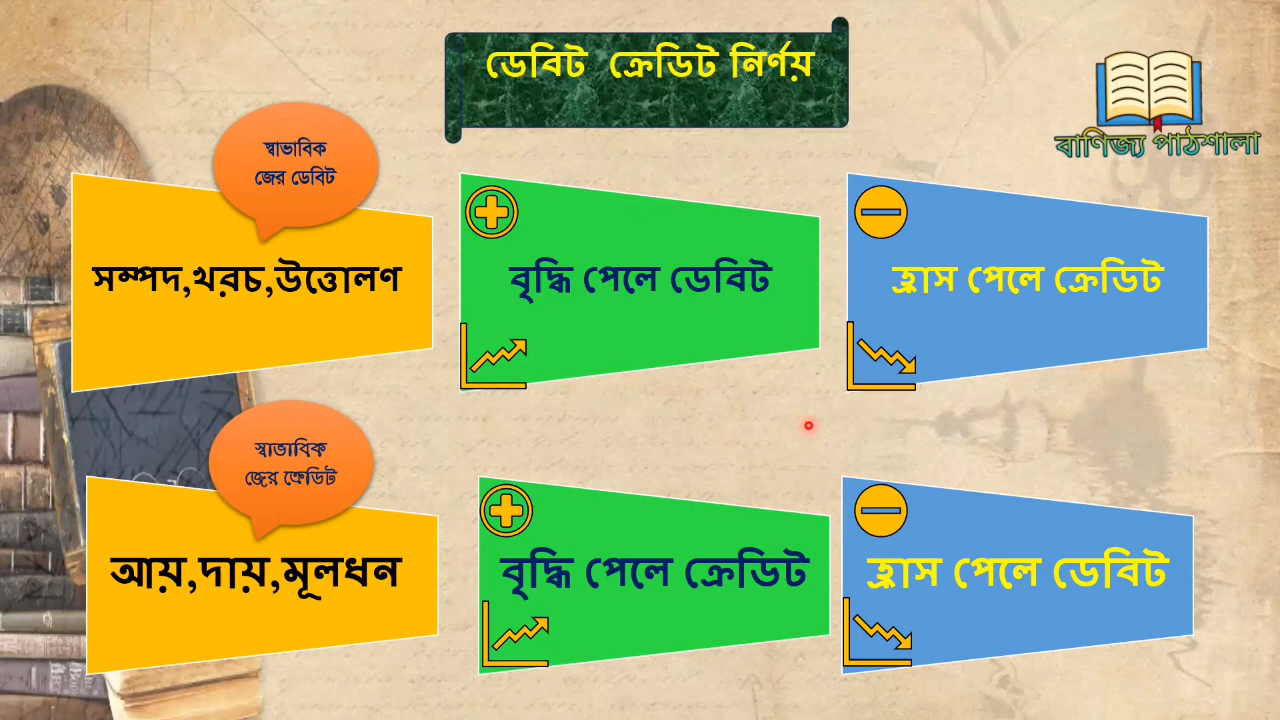 ডেবিট ক্রেডিট নির্ণয়
বাণিজ্য পাঠশালা
স্বাভাবিক
জের ডেবিট
সম্পদ,খরচ,উত্তোলণ
বৃদ্ধি পেলে ডেবিট
হ্রাস পেলে ক্রেডিট
স্বাভাবিক
জের ক্রেডিট
আয়,দায়,মূলধন
বৃদ্ধি পেলে ক্রেডিট
হ্রাস পেলে ডেবিট